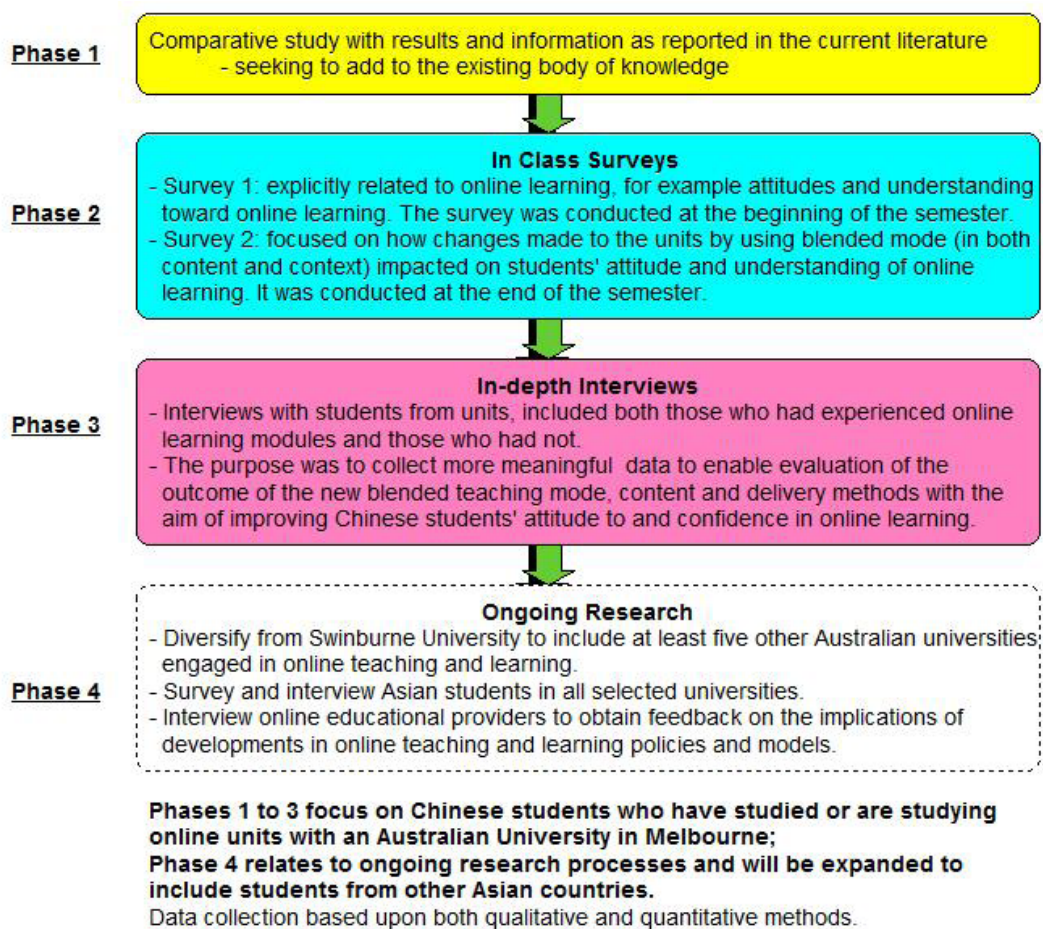 Phase 1
Comparative study with results and information as reported in the current literature
- seeking to add to the existing body of knowledge
Phase 2
In Class Surveys
- Survey 1: explicitly related to online learning, for example attitudes and understanding
toward online learning. The survey was conducted at the beginning of the semester.
- Survey 2: focused on how changes made to the units by using blended mode (in both
content and context) impacted on students' attitude and understanding of online
learning. It was conducted at the end of the semester.
Phase 3
In-depth Interviews
- Interviews with students from units, included both those who had experienced online
learning modules and those who had not.
- The purpose was to collect more meaningful data to enable evaluation of the
outcome of the new blended teaching mode, content and delivery methods with the
aim of improving Chinese students' attitude to and confidence in online learning.
Phase 4
Ongoing Research
- Diversify from Swinburne University to include at least five other Australian universities
engaged in online teaching and learning.
- Survey and interview Asian students in all selected universities.
- Interview online educational providers to obtain feedback on the implications of
developments in online teaching and learning policies and models.
Phases 1 to 3 focus on Chinese students who have studied or are studying
online units with an Australian University in Melbourne;
Phase 4 relates to ongoing research processes and will be expanded to
include students from other Asian countries.
Data collection based upon both qualitative and quantitative methods.